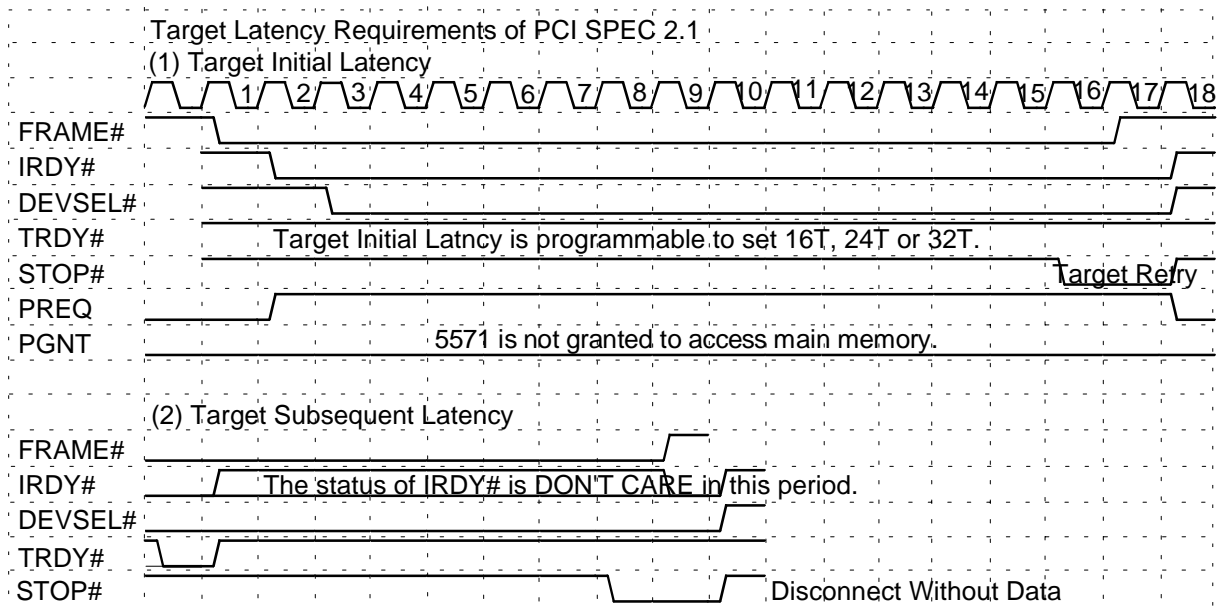 Target Latency Requirements of PCI SPEC 2.1
(1) Target Initial Latency
1 2 3 4 5 6 7 8 9 10 11 12 13 14 15 16 17 18
FRAME#
IRDY#
DEVSEL#
TRDY# Target Initial Latncy is programmable to set 16T, 24T or 32T.
STOP# Target Retry
PREQ
PGNT 5571 is not granted to access main memory.
(2) Target Subsequent Latency
FRAME#
IRDY# The status of IRDY# is DON'T CARE in this period.
DEVSEL#
TRDY#
STOP# Disconnect Without Data